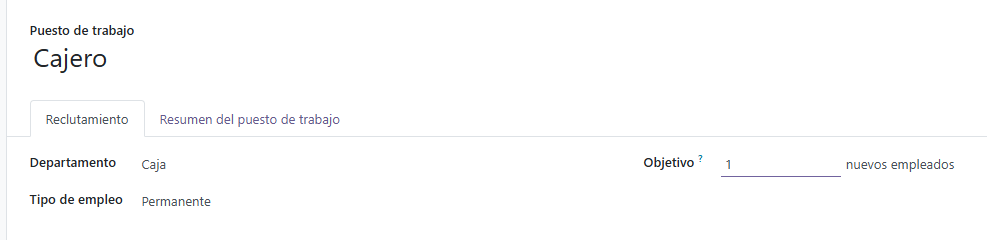 Puesto de trabajo
Cajero
Reclutamiento Resumen del puesto de trabajo
Departamento Caja Objetivo ? 1 nuevos empleados
Tipo de empleo Permanente